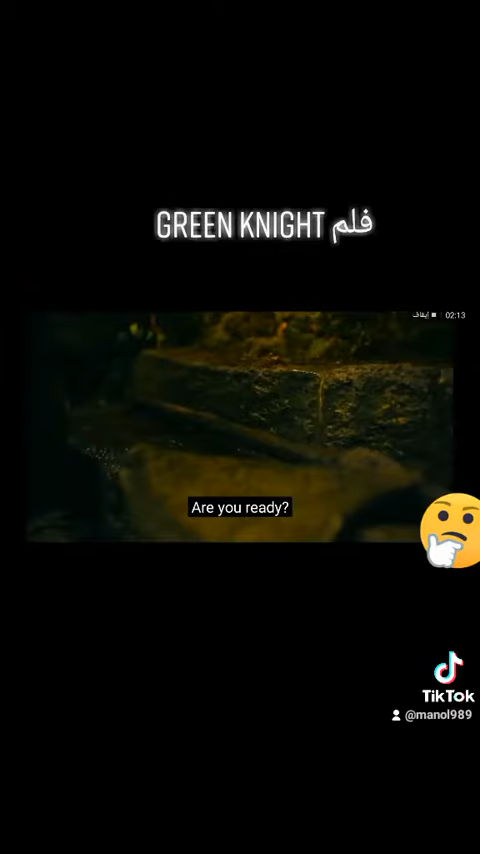 GREEN KNIGHT فلم
إيقاف 02:13
Are you ready?
TikTok
@manol989